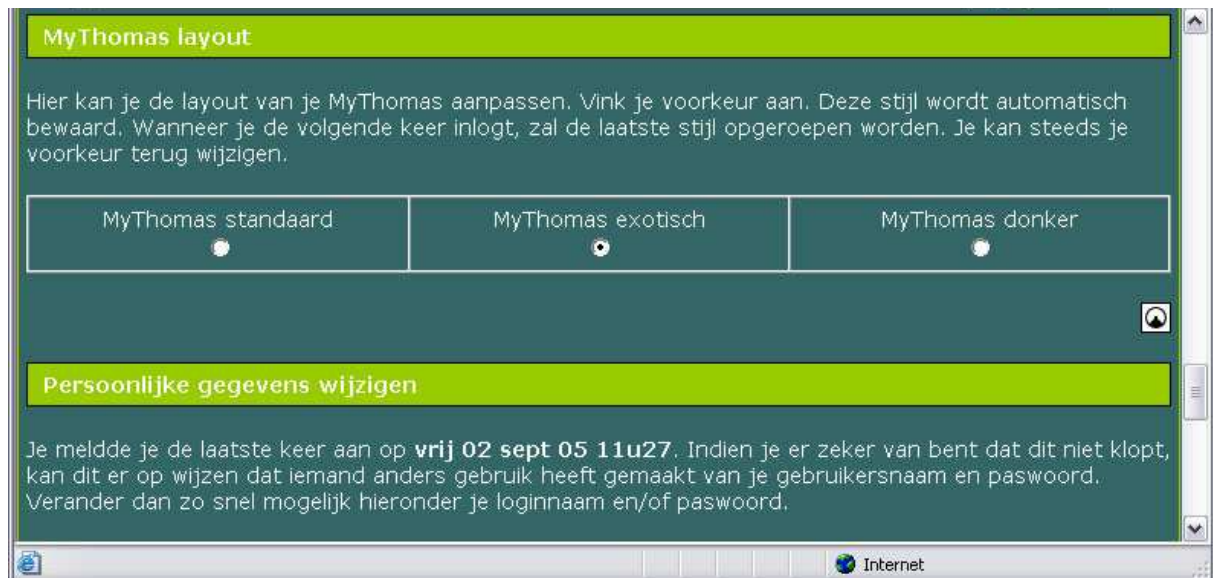 MyThomas layout
Hier kan je de layout van je MyThomas aanpassen. Vink je voorkeur aan. Deze stijl wordt automatisch
bewaard. Wanneer je de volgende keer inlogt, zal de laatste stijl opgeroepen worden. Je kan steeds je
voorkeur terug wijzigen.
MyThomas standaard
MyThomas exotisch
MyThomas donker
Persoonlijke gegevens wijzigen
Je meldde je de laatste keer aan op vrij 02 sept 05 11u27. Indien je er zeker van bent dat dit niet klopt,
kan dit er op wijzen dat iemand anders gebruik heeft gemaakt van je gebruikersnaam en paswoord.
Verander dan zo snel mogelijk hieronder je loginnaam en/of paswoord.
Internet